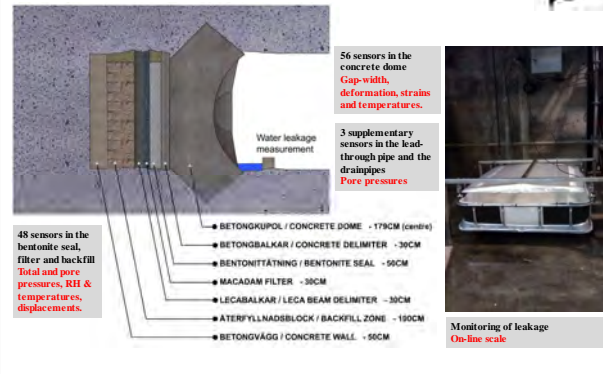 56 sensors in the
concrete dome
Gap-width,
deformation, strains
and temperatures.
Water leakage
measurement
3 supplementary
sensors in the lead-
through pipe and the
drainpipes
Pore pressures
48 sensors in the
bentonite seal,
filter and backfill
Total and pore
pressures, RH &
temperatures,
displacements.
BETONGKUPOL / CONCRETE DOME - 179CM (centre)
BETONGBALKAR / CONCRETE DELIMITER - 30CM
BENTONITTÄTNING / BENTONITE SEAL - 50CM
MACADAM FILTER - 30CM
LECABALKAR / LECA BEAM DELIMITER - 30CM
ÅTERFYLLNADSBLOCK / BACKFILL ZONE - 100CM
BETONGVÄGG / CONCRETE WALL - 50CM
Monitoring of leakage
On-line scale